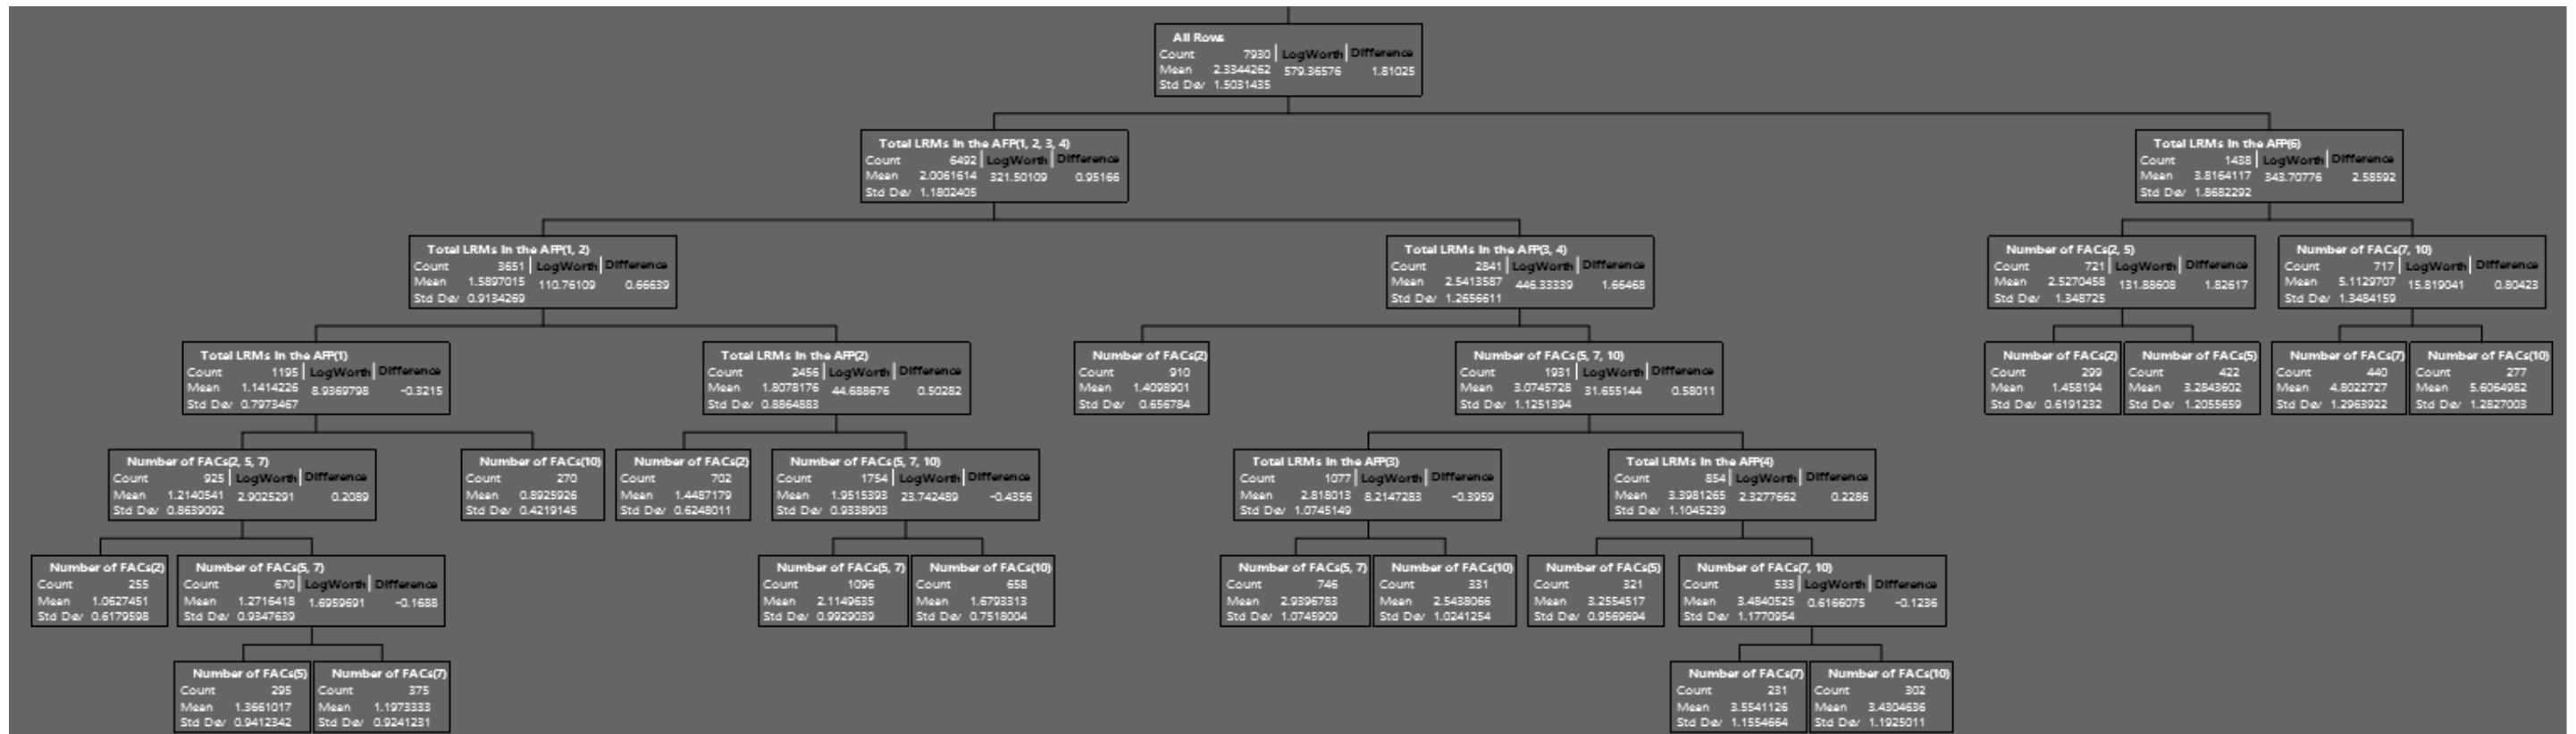 All Rows
Count 7930 LogWorth Difference
Mean 2.3344262 579.36576 1.81025
Std Dev 1.5031435
Total LRMs in the AFP(1, 2, 3, 4)
Count 6492 LogWorth Difference
Mean 2.0061614 321.50109 0.95166
Std Dev 1.1802405
Total LRMs in the AFP(6)
Count 1438 LogWorth Difference
Mean 3.8164117 343.70776 2.58592
Std Dev 1.8682292
Total LRMs in the AFP(1, 2)
Count 3651 LogWorth Difference
Mean 1.5897015 110.76109 0.66639
Std Dev 0.9134269
Total LRMs in the AFP(3, 4)
Count 2841 LogWorth Difference
Mean 2.5413587 446.33339 1.66468
Std Dev 1.2656611
Number of FACs(2, 5)
Count 721 LogWorth Difference
Mean 2.5270458 131.88608 1.82617
Std Dev 1.348725
Number of FACs(7, 10)
Count 717 LogWorth Difference
Mean 5.1129707 15.819041 0.80423
Std Dev 1.3484159
Total LRMs in the AFP(1)
Count 1195 LogWorth Difference
Mean 1.1414226 8.9369798 -0.3215
Std Dev 0.7973467
Total LRMs in the AFP(2)
Count 2456 LogWorth Difference
Mean 1.8078176 44.688676 0.50282
Std Dev 0.8864883
Number of FACs(2)
Count 910
Mean 1.4098901
Std Dev 0.656784
Number of FACs(5, 7, 10)
Count 1931 LogWorth Difference
Mean 3.0745728 31.655144 0.58011
Std Dev 1.1251394
Number of FACs(2)
Count 299
Mean 1.458194
Std Dev 0.6191232
Number of FACs(5)
Count 422
Mean 3.2843602
Std Dev 1.2055659
Number of FACs(7)
Count 440
Mean 4.8022727
Std Dev 1.2963922
Number of FACs(10)
Count 277
Mean 5.6064982
Std Dev 1.2827003
Number of FACs(2, 5, 7)
Count 925 LogWorth Difference
Mean 1.2140541 2.9025291 0.2089
Std Dev 0.8639092
Number of FACs(10)
Count 270
Mean 0.8925926
Std Dev 0.4219145
Number of FACs(2)
Count 702
Mean 1.4487179
Std Dev 0.6248011
Number of FACs(5, 7, 10)
Count 1754 LogWorth Difference
Mean 1.9515393 23.742489 -0.4356
Std Dev 0.9338903
Total LRMs in the AFP(3)
Count 1077 LogWorth Difference
Mean 2.818013 8.2147283 -0.3959
Std Dev 1.0745149
Total LRMs in the AFP(4)
Count 854 LogWorth Difference
Mean 3.3981265 2.3277662 0.2286
Std Dev 1.1045239
Number of FACs(2)
Count 255
Mean 1.0627451
Std Dev 0.6179598
Number of FACs(5, 7)
Count 670 LogWorth Difference
Mean 1.2716418 1.6959691 -0.1688
Std Dev 0.9347639
Number of FACs(5, 7)
Count 1096
Mean 2.1149635
Std Dev 0.9929039
Number of FACs(10)
Count 658
Mean 1.6793313
Std Dev 0.7518004
Number of FACs(5, 7)
Count 746
Mean 2.9396783
Std Dev 1.0745909
Number of FACs(10)
Count 331
Mean 2.5438066
Std Dev 1.0241254
Number of FACs(5)
Count 321
Mean 3.2554517
Std Dev 0.9569694
Number of FACs(7, 10)
Count 533 LogWorth Difference
Mean 3.4840525 0.6166075 -0.1236
Std Dev 1.1770954
Number of FACs(5)
Count 295
Mean 1.3661017
Std Dev 0.9412342
Number of FACs(7)
Count 375
Mean 1.1973333
Std Dev 0.9241231
Number of FACs(7)
Count 231
Mean 3.5541126
Std Dev 1.1554664
Number of FACs(10)
Count 302
Mean 3.4304636
Std Dev 1.1925011